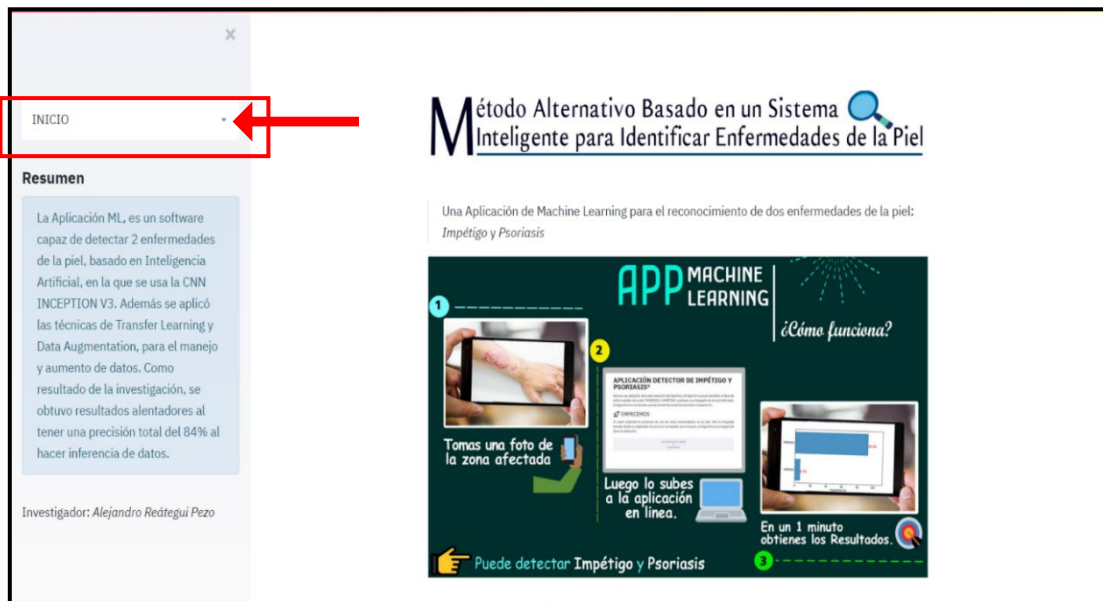 ×
INICIO
Resumen
La Aplicación ML, es un software
capaz de detectar 2 enfermedades
de la piel, basado en Inteligencia
Artificial, en la que se usa la CNN
INCEPTION V3. Además se aplicó
las técnicas de Transfer Learning y
Data Augmentation, para el manejo
y aumento de datos. Como
resultado de la investigación, se
obtuvo resultados alentadores al
tener una precisión total del 84% al
hacer inferencia de datos.
Investigador: Alejandro Reátegui Pezo
Método Alternativo Basado en un Sistema
Inteligente para Identificar Enfermedades de la Piel
Una Aplicación de Machine Learning para el reconocimiento de dos enfermedades de la piel:
Impétigo y Psoriasis
APP MACHINE
LEARNING
¿Cómo funciona?
1
Tomas una foto de
la zona afectada
2
APLICACIÓN DETECTOR DE IMPÉTIGO Y
PSORIASIS*
EMPECEMOS
Luego lo subes
a la aplicación
en linea.
En un 1 minuto
obtienes los Resultados.
3
Puede detectar Impétigo y Psoriasis